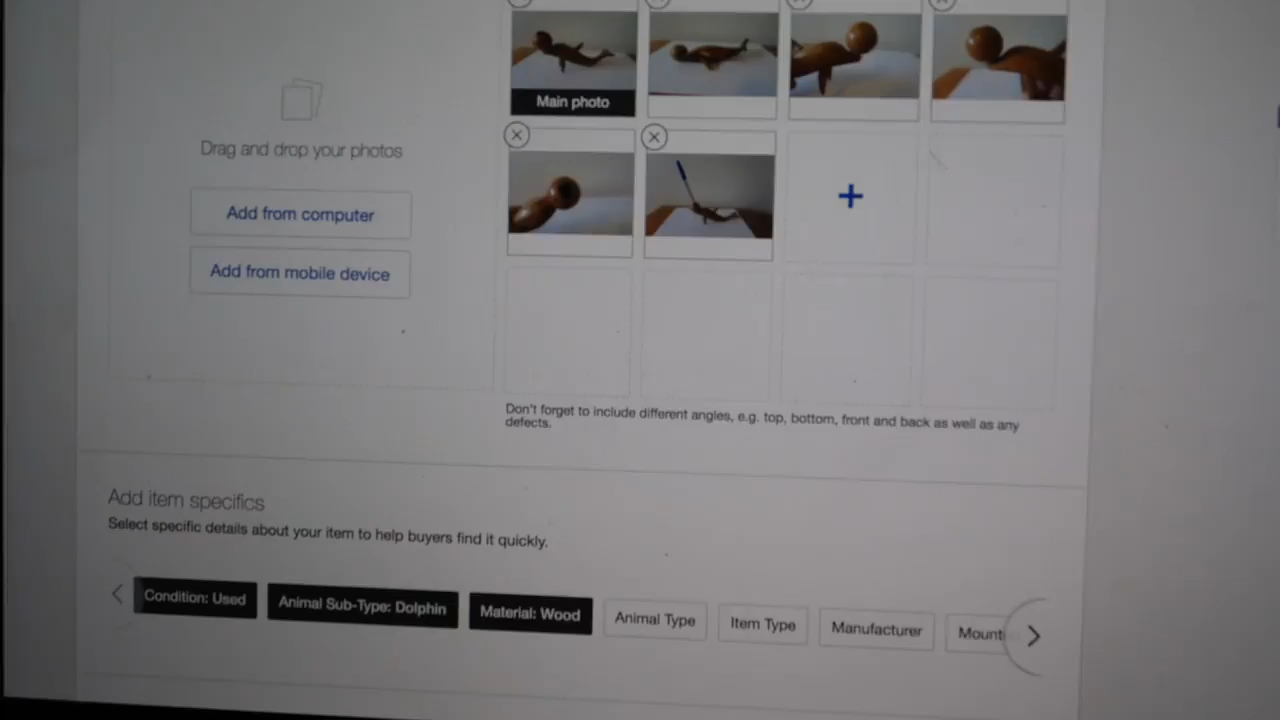 Main photo
Drag and drop your photos
Add from computer
Add from mobile device
Don't forget to include different angles, e.g. top, bottom, front and back as well as any
defects.
Add item specifics
Select specific details about your item to help buyers find it quickly.
Condition: Used
Animal Sub-Type: Dolphin
Material: Wood
Animal Type
Item Type
Manufacturer
Mount